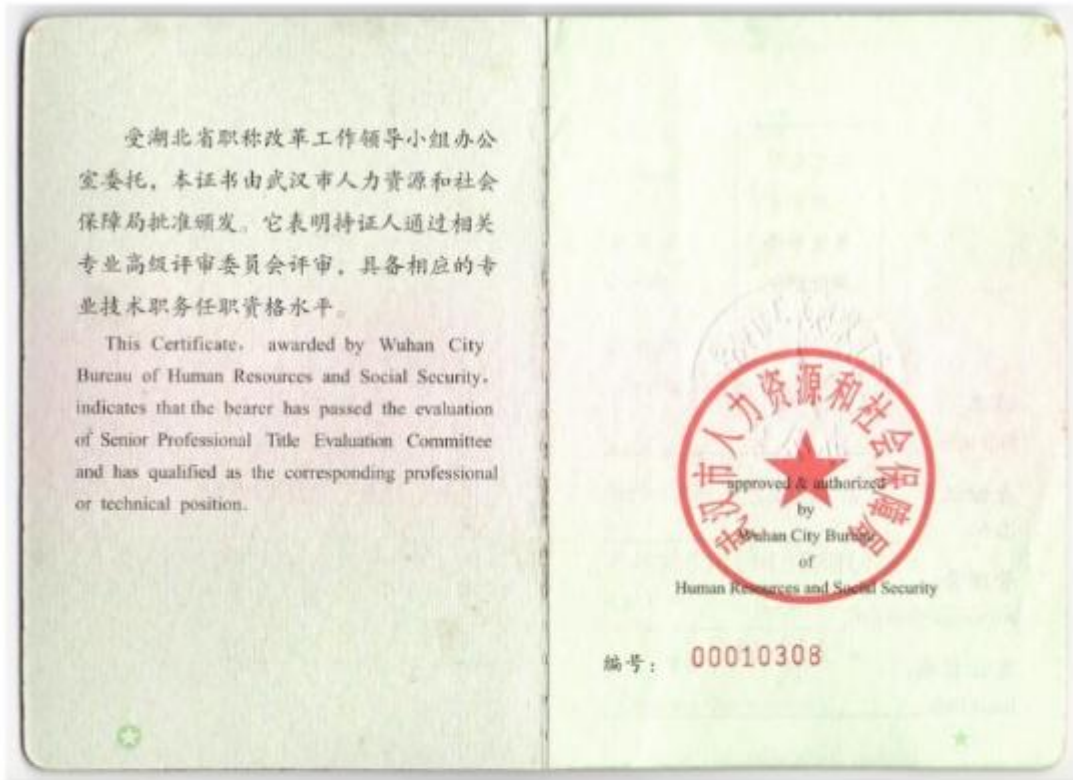 受湖北省职称改革工作领导小组办公
室委托，本证书由武汉市人力资源和社会
保障局批准颁发。它表明持证人通过相关
专业高级评审委员会评审，具备相应的专
业技术职务任职资格水平。
This Certificate, awarded by Wuhan City
Bureau of Human Resources and Social Security,
indicates that the bearer has passed the evaluation
of Senior Professional Title Evaluation Committee
and has qualified as the corresponding professional
or technical position.
武汉市人力资源和社会保障局
approved & authorized
by
Wuhan City Bureau
of
Human Resources and Social Security
编号： 00010308